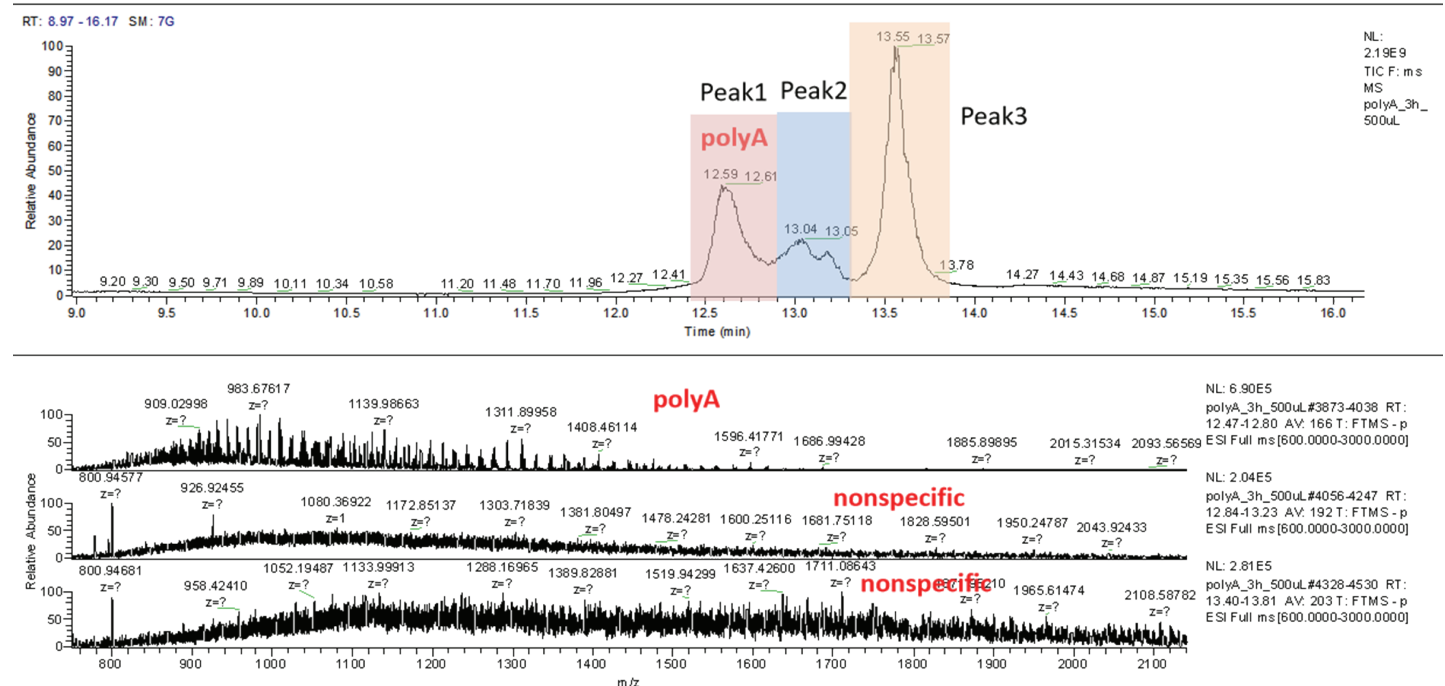 RT: 8.97 - 16.17 SM: 7G
NL:
2.19E9
TIC F: ms
MS
polyA_3h_
500uL
13.55 13.57
Peak1 Peak2
Peak3
polyA
12.59 12.61
13.04 13.05
9.20 9.30 9.50 9.71 9.89 10.11 10.34 10.58 11.20 11.48 11.70 11.96 12.27 12.41 13.78 14.27 14.43 14.68 14.87 15.19 15.35 15.56 15.83
100
90
80
70
60
50
40
30
20
10
0
Relative Abundance
9.0 9.5 10.0 10.5 11.0 11.5 12.0 12.5 13.0 13.5 14.0 14.5 15.0 15.5 16.0
Time (min)
polyA
983.67617
909.02998 z=? 1139.98663
z=? z=? 1311.89958
z=? 1408.46114
z=? 1596.41771 1686.99428 1885.89895 2015.31534 2093.56569
z=? z=? z=? z=? z=?
100
50
0
NL: 6.90E5
polyA_3h_500uL#3873-4038 RT:
12.47-12.80 AV: 166 T: FTMS - p
ESI Full ms [600.0000-3000.0000]
nonspecific
800.94577
z=? 926.92455
z=? 1080.36922 1172.85137 1303.71839
z=1 z=? z=? 1381.80497 1478.24281 1600.25116 1681.75118 1828.59501 1950.24787 2043.92433
z=? z=? z=? z=? z=? z=? z=?
100
50
0
NL: 2.04E5
polyA_3h_500uL#4056-4247 RT:
12.84-13.23 AV: 192 T: FTMS - p
ESI Full ms [600.0000-3000.0000]
nonspecific
800.94681
z=? 958.42410 1052.19487 1133.99913 1288.16965 1389.82881 1519.94299 1637.42600 1711.08643
z=? z=? z=? z=? z=? z=? z=? z=? z=? 1965.61474 2108.58782
z=? z=?
100
50
0
NL: 2.81E5
polyA_3h_500uL#4328-4530 RT:
13.40-13.81 AV: 203 T: FTMS - p
ESI Full ms [600.0000-3000.0000]
Relative Abundance
800 900 1000 1100 1200 1300 1400 1500 1600 1700 1800 1900 2000 2100
m/z